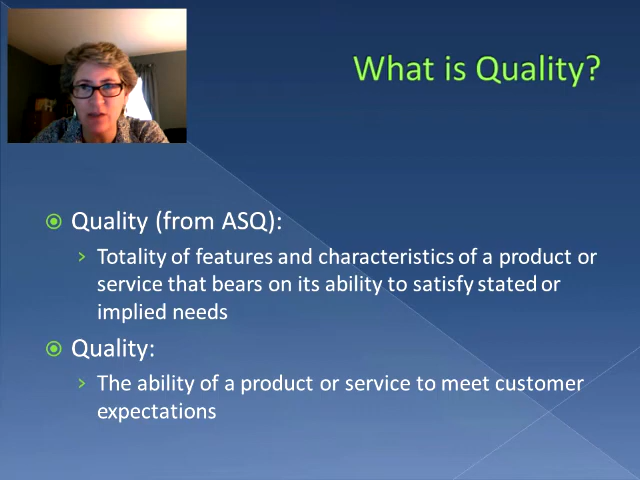 What is Quality?
Quality (from ASQ):
Totality of features and characteristics of a product or
service that bears on its ability to satisfy stated or
implied needs
Quality:
The ability of a product or service to meet customer
expectations